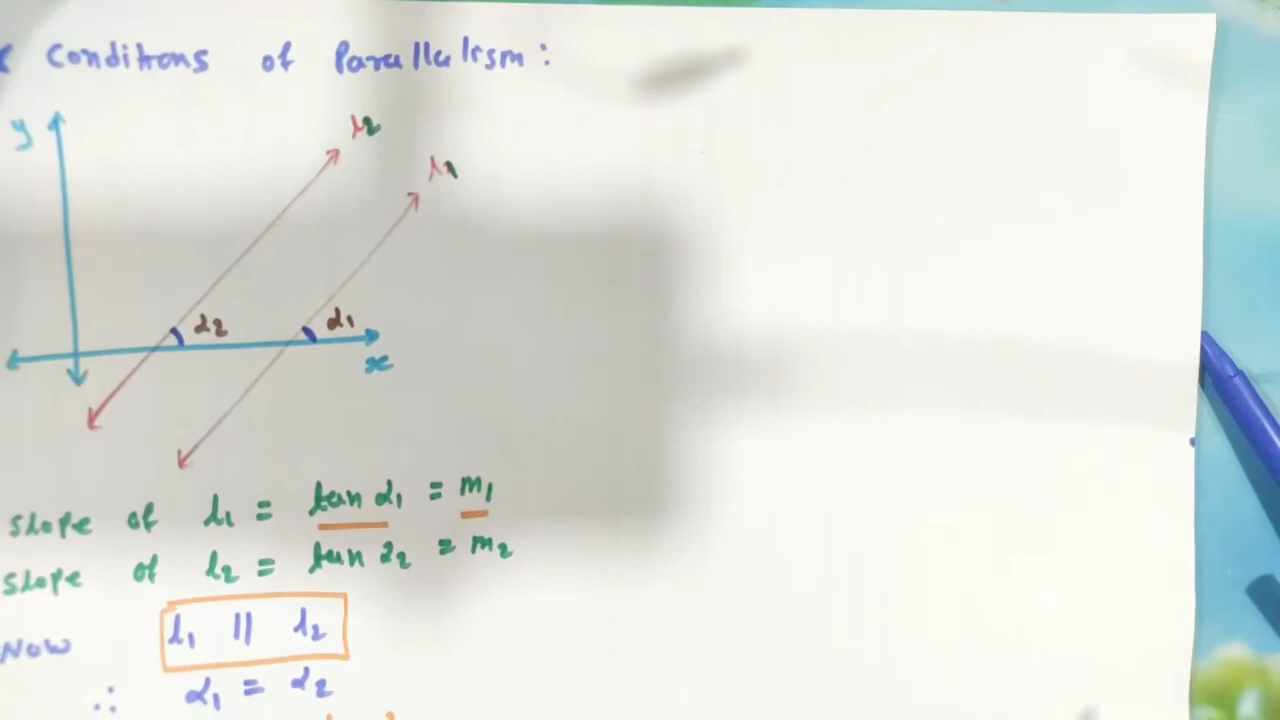 Conditions of Parallelism:
y
l2
l1
α2
α1
x
Slope of l1 = tan α1 = m1
Slope of l2 = tan α2 = m2
Now l1 || l2
∴ α1 = α2